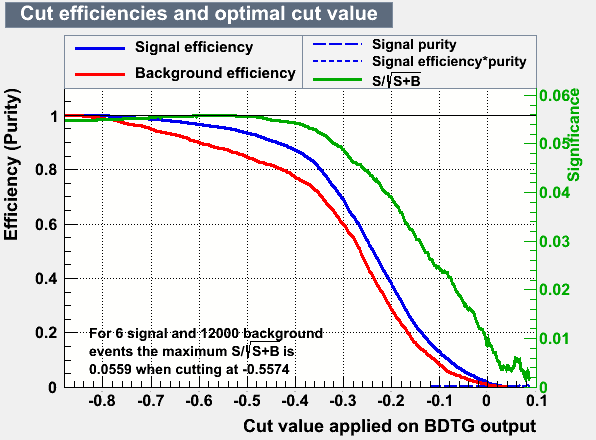 Cut efficiencies and optimal cut value
Signal efficiency
Background efficiency
Signal purity
Signal efficiency*purity
S/√S+B
Efficiency (Purity)
1
0.8
0.6
0.4
0.2
0
0.06
0.05
0.04
0.03
0.02
0.01
0
Significance
For 6 signal and 12000 background
events the maximum S/√S+B is
0.0559 when cutting at -0.5574
-0.8 -0.7 -0.6 -0.5 -0.4 -0.3 -0.2 -0.1 0 0.1
Cut value applied on BDTG output